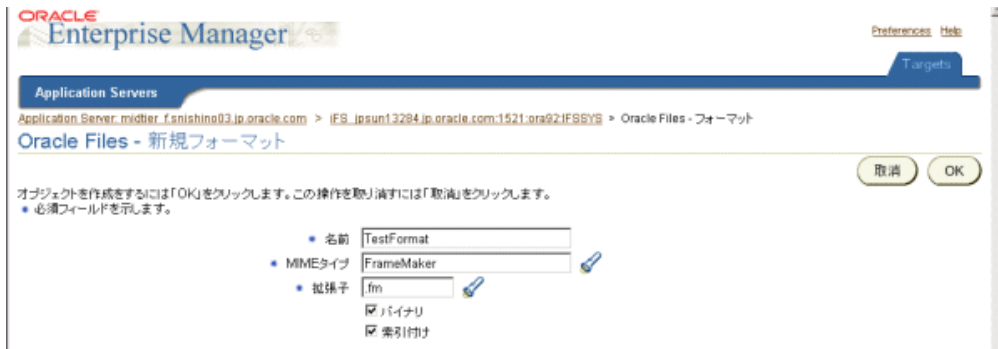 ORACLE
Enterprise Manager
Preferences Help
Targets
Application Servers
Application Server: midtier_f.snishino03.jp.oracle.com > iFS_jpsun13284.jp.oracle.com:1521:ora92:IFSSYS > Oracle Files - フォーマット
Oracle Files - 新規フォーマット
取消 OK
オブジェクトを作成をするには「OK」をクリックします。この操作を取り消すには「取消」をクリックします。
必須フィールドを示します。
名前 TestFormat
MIMEタイプ FrameMaker
拡張子 .fm
バイナリ
索引付け